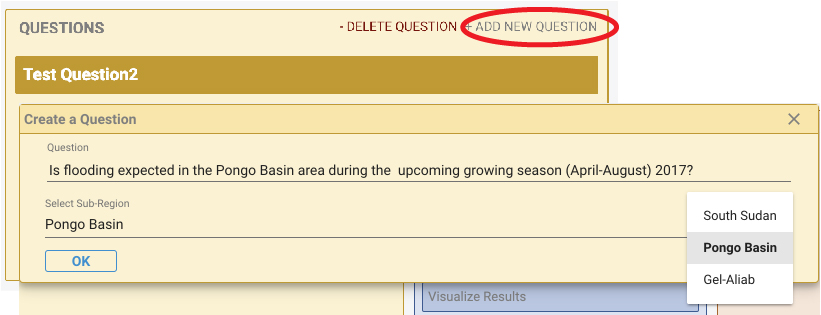 QUESTIONS - DELETE QUESTION + ADD NEW QUESTION
Test Question2
Create a Question
Question
Is flooding expected in the Pongo Basin area during the upcoming growing season (April-August) 2017?
Select Sub-Region
Pongo Basin
South Sudan
Pongo Basin
Gel-Aliab
OK
Visualize Results